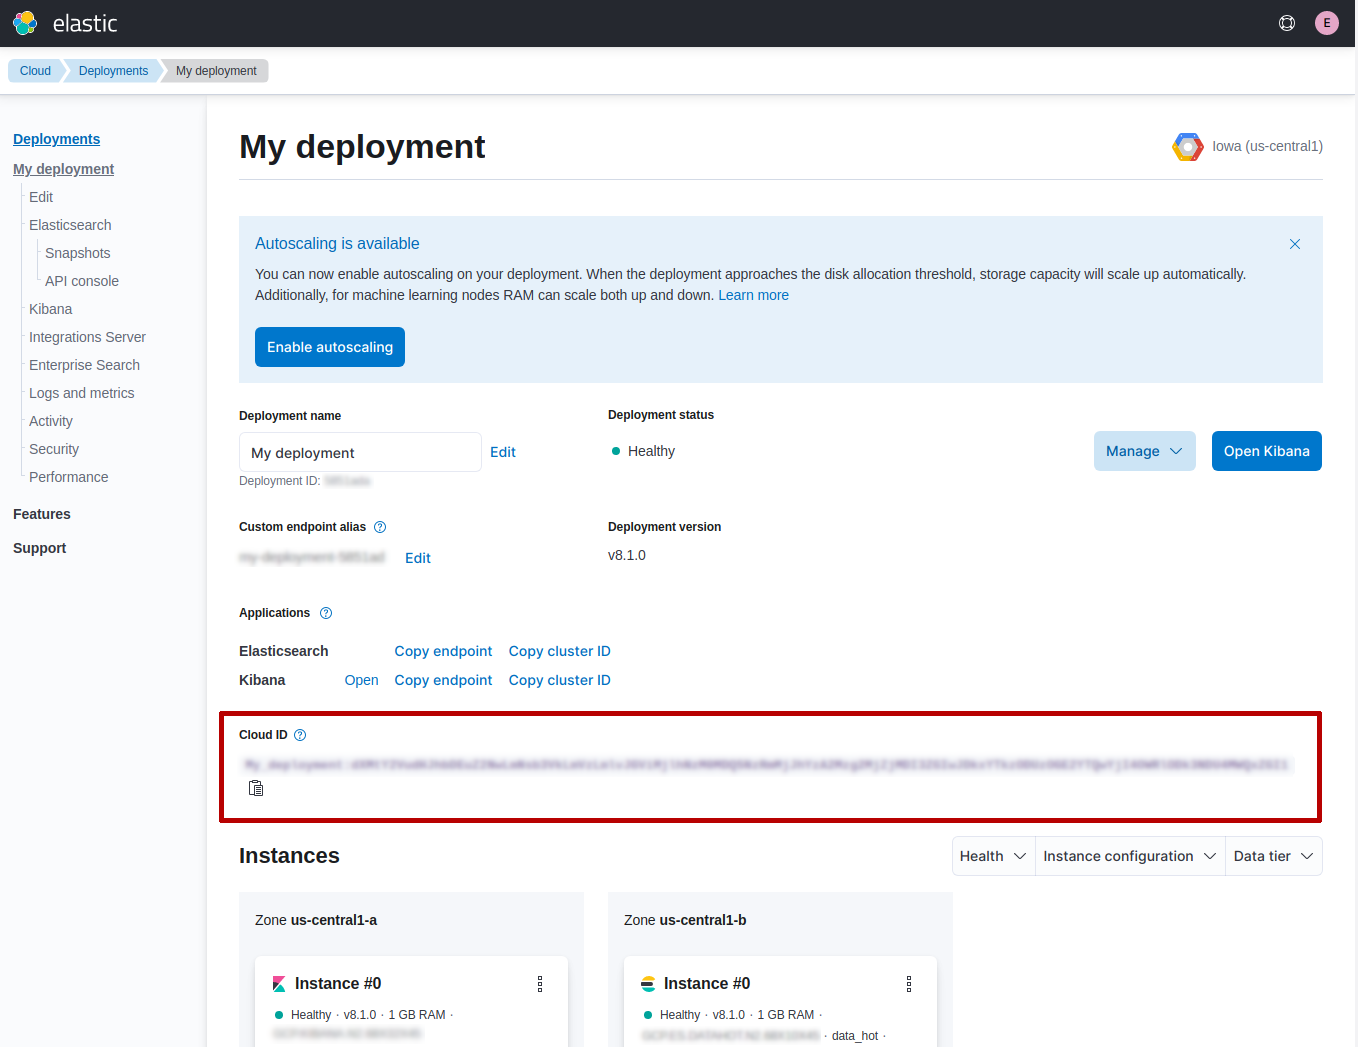 elastic
E
Cloud
Deployments
My deployment
Deployments
My deployment
Edit
Elasticsearch
Snapshots
API console
Kibana
Integrations Server
Enterprise Search
Logs and metrics
Activity
Security
Performance
Features
Support
My deployment
Iowa (us-central1)
Autoscaling is available
You can now enable autoscaling on your deployment. When the deployment approaches the disk allocation threshold, storage capacity will scale up automatically.
Additionally, for machine learning nodes RAM can scale both up and down. Learn more
Enable autoscaling
Deployment name
My deployment
Edit
Deployment ID:
Deployment status
Healthy
Manage
Open Kibana
Custom endpoint alias
Edit
Deployment version
v8.1.0
Applications
Elasticsearch Copy endpoint Copy cluster ID
Kibana Open Copy endpoint Copy cluster ID
Cloud ID
Instances
Health
Instance configuration
Data tier
Zone us-central1-a
Instance #0
Healthy · v8.1.0 · 1 GB RAM ·
Zone us-central1-b
Instance #0
Healthy · v8.1.0 · 1 GB RAM ·
· data_hot ·